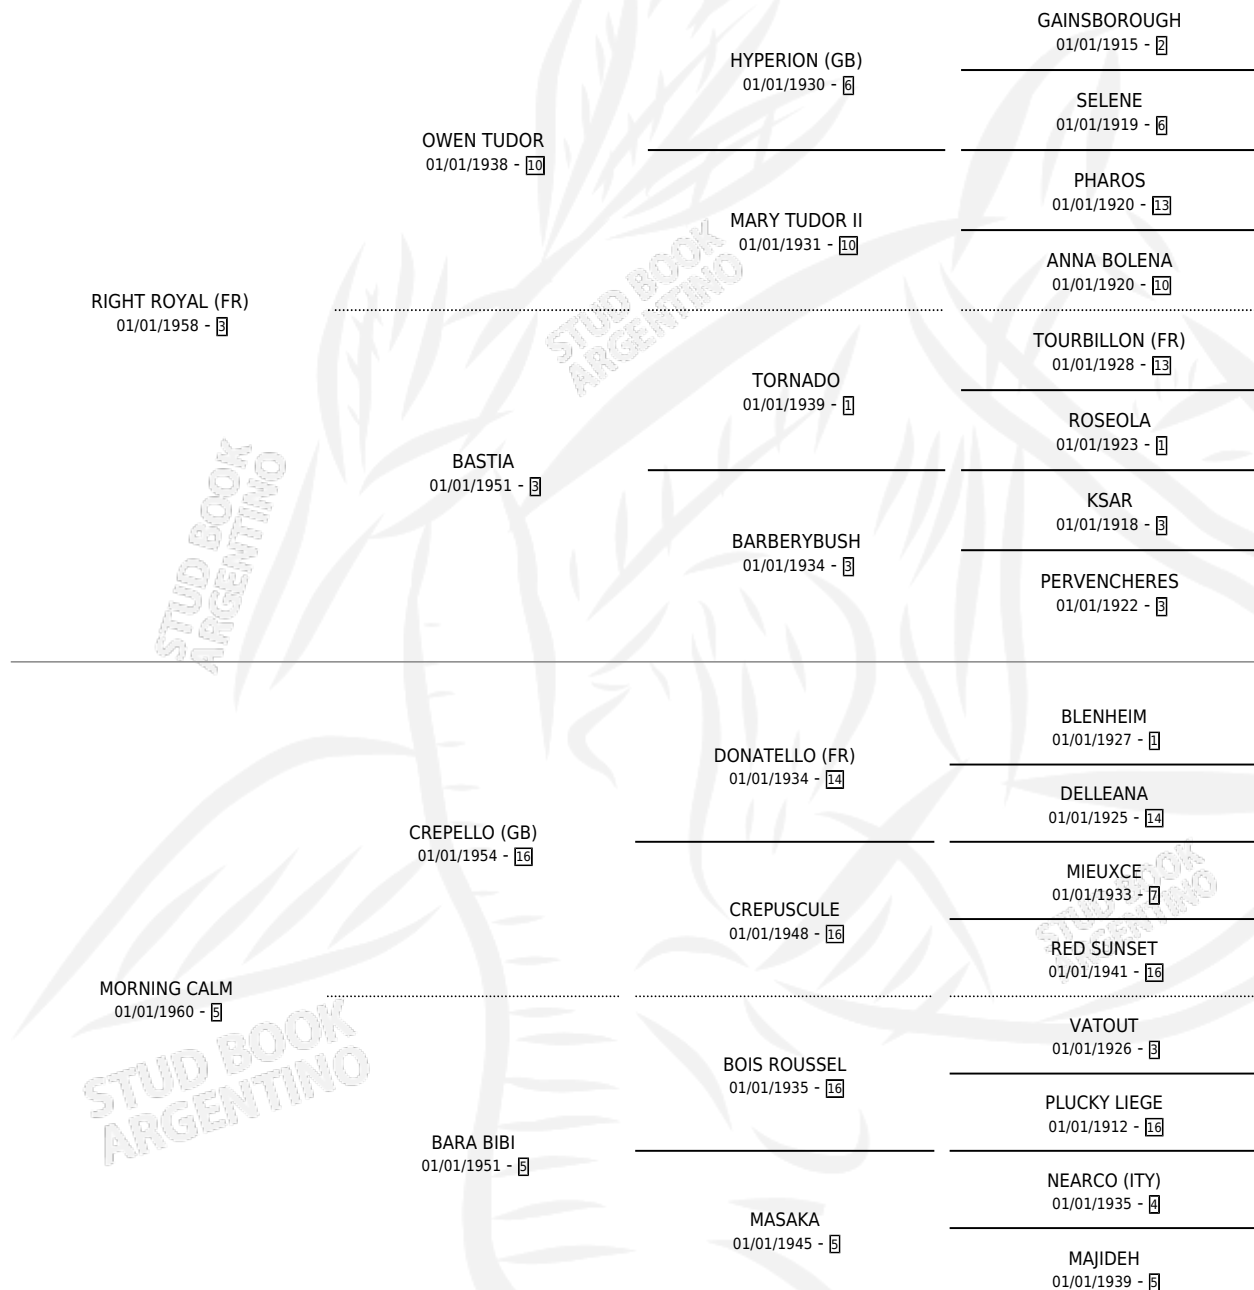 GAINSBOROUGH
01/01/1915 - 2
HYPERION (GB)
01/01/1930 - 6
SELENE
01/01/1919 - 6
OWEN TUDOR
01/01/1938 - 10
PHAROS
01/01/1920 - 13
MARY TUDOR II
01/01/1931 - 10
ANNA BOLENA
01/01/1920 - 10
RIGHT ROYAL (FR)
01/01/1958 - 3
TOURBILLON (FR)
01/01/1928 - 13
TORNADO
01/01/1939 - 1
ROSEOLA
01/01/1923 - 1
BASTIA
01/01/1951 - 3
KSAR
01/01/1918 - 3
BARBERYBUSH
01/01/1934 - 3
PERVENCHERES
01/01/1922 - 3
STUD BOOK
ARGENTINO
STUD BOOK
ARGENTINO
BLENHEIM
01/01/1927 - 1
DONATELLO (FR)
01/01/1934 - 14
DELLEANA
01/01/1925 - 14
CREPELLO (GB)
01/01/1954 - 16
MIEUXCE
01/01/1933 - 7
CREPUSCULE
01/01/1948 - 16
RED SUNSET
01/01/1941 - 16
STUD BOOK
ARGENTINO
MORNING CALM
01/01/1960 - 5
VATOUT
01/01/1926 - 3
BOIS ROUSSEL
01/01/1935 - 16
PLUCKY LIEGE
01/01/1912 - 16
BARA BIBI
01/01/1951 - 5
NEARCO (ITY)
01/01/1935 - 4
MASAKA
01/01/1945 - 5
MAJIDEH
01/01/1939 - 5
STUD BOOK
ARGENTINO